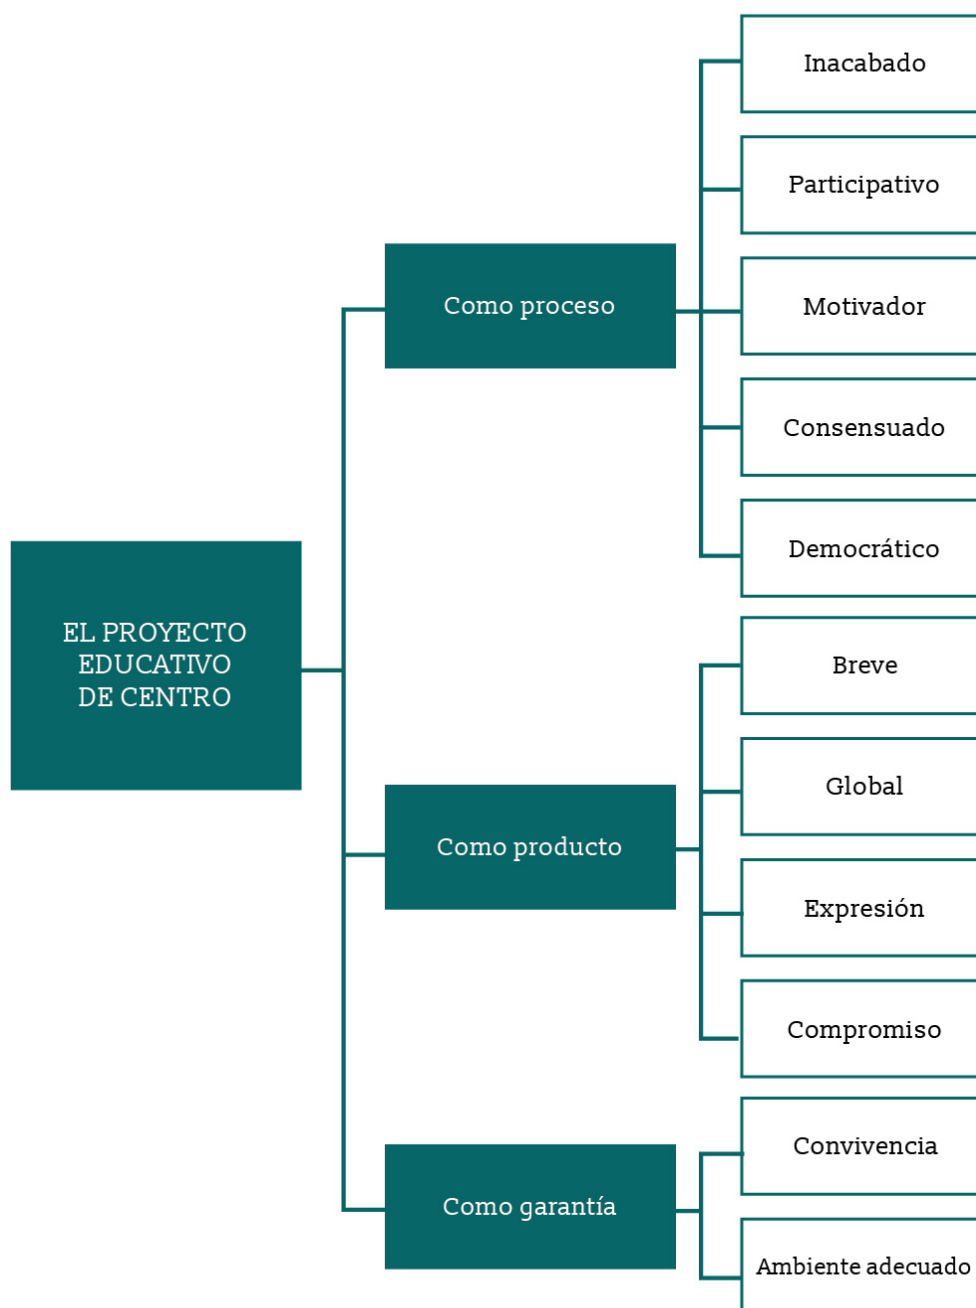 Inacabado
Participativo
Como proceso
Motivador
Consensuado
Democrático
EL PROYECTO
EDUCATIVO
DE CENTRO
Breve
Global
Como producto
Expresión
Compromiso
Convivencia
Como garantía
Ambiente adecuado